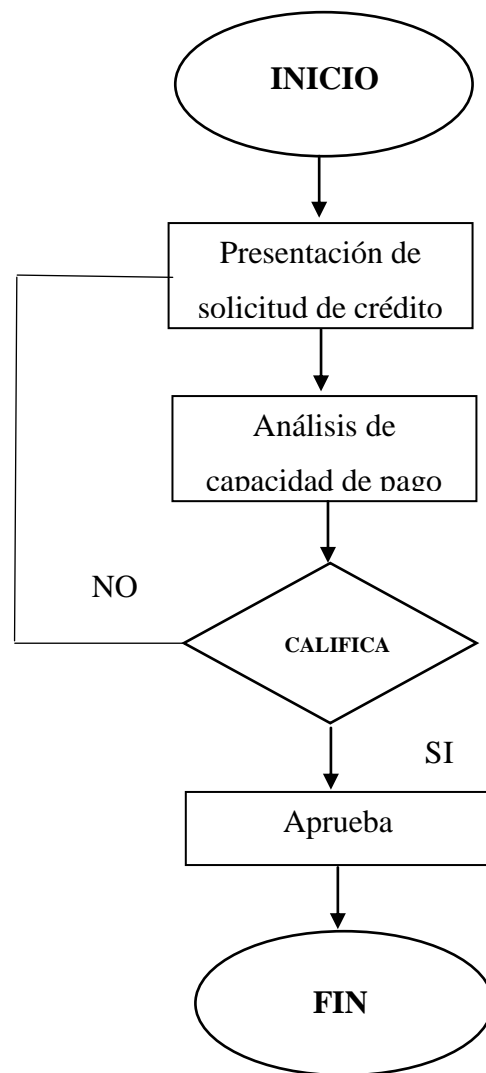 INICIO
Presentación de
solicitud de crédito
Análisis de
capacidad de pago
NO
CALIFICA
SI
Aprueba
FIN